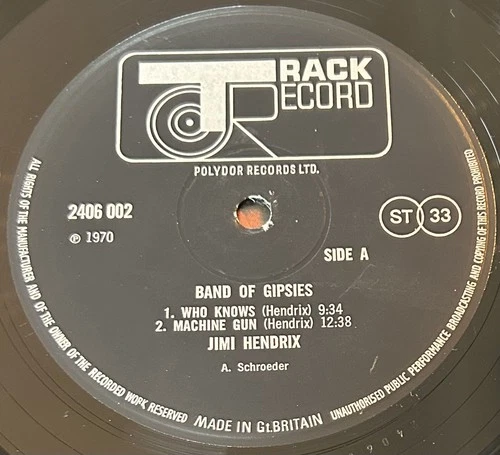 TRACK
RECORD
POLYDOR RECORDS LTD.
2406 002
ST 33
℗ 1970
SIDE A
BAND OF GIPSIES
1. WHO KNOWS (Hendrix) 9:34
2. MACHINE GUN (Hendrix) 12:38
JIMI HENDRIX
A. Schroeder
ALL RIGHTS OF THE MANUFACTURER AND OF THE OWNER OF THE RECORDED WORK RESERVED
MADE IN Gt.BRITAIN
UNAUTHORISED PUBLIC PERFORMANCE BROADCASTING AND COPYING OF THIS RECORD PROHIBITED